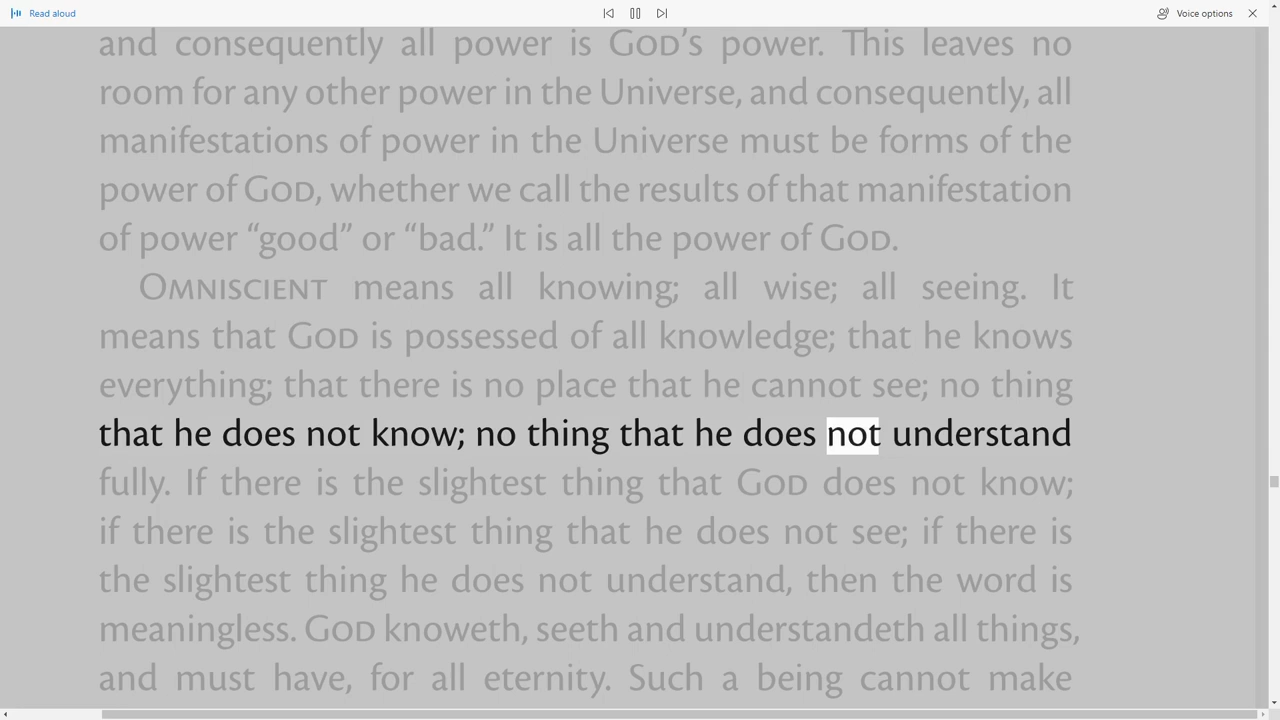 Read aloud
Voice options
and consequently all power is GOD’S power. This leaves no
room for any other power in the Universe, and consequently, all
manifestations of power in the Universe must be forms of the
power of GOD, whether we call the results of that manifestation
of power “good” or “bad.” It is all the power of GOD.
OMNISCIENT means all knowing; all wise; all seeing. It
means that GOD is possessed of all knowledge; that he knows
everything; that there is no place that he cannot see; no thing
that he does not know; no thing that he does not understand
fully. If there is the slightest thing that GOD does not know;
if there is the slightest thing that he does not see; if there is
the slightest thing he does not understand, then the word is
meaningless. GOD knoweth, seeth and understandeth all things,
and must have, for all eternity. Such a being cannot make